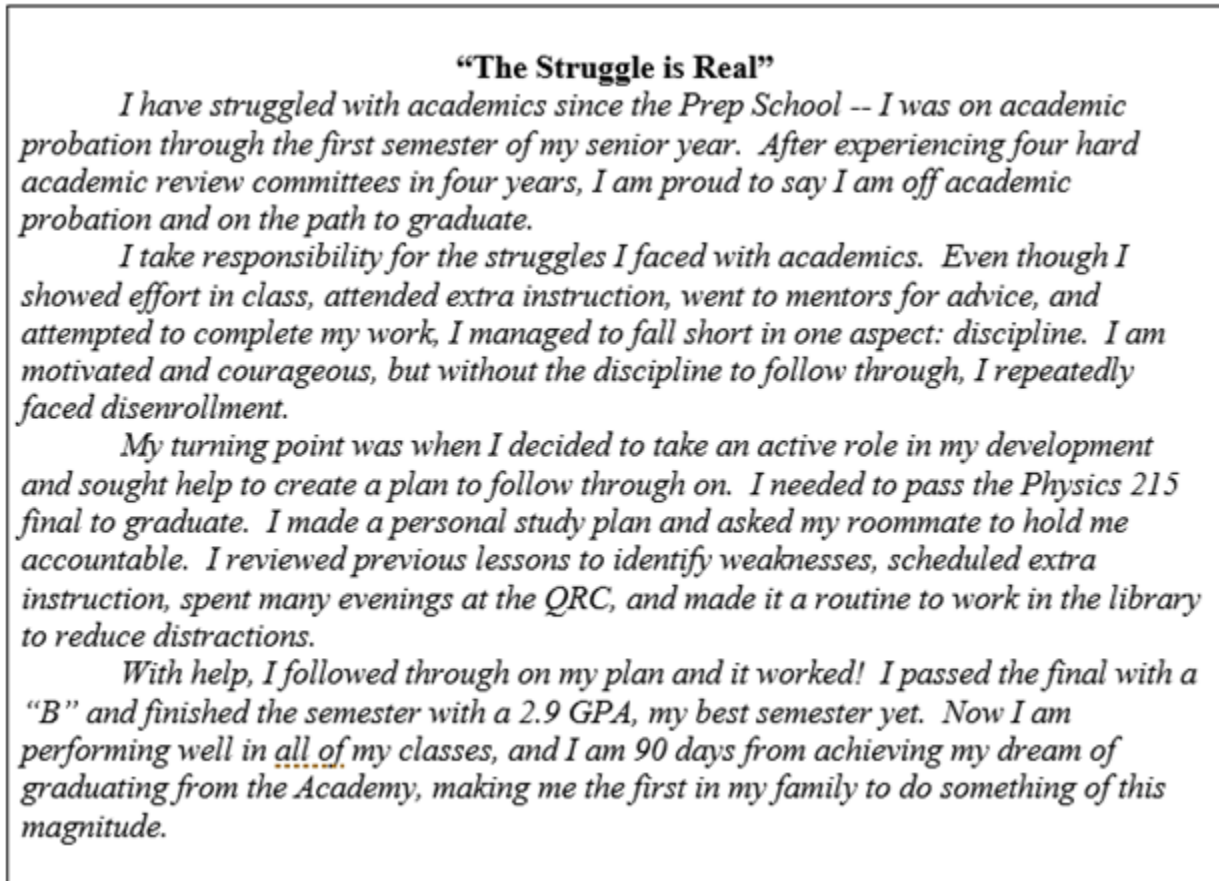 “The Struggle is Real”
I have struggled with academics since the Prep School -- I was on academic
probation through the first semester of my senior year.  After experiencing four hard
academic review committees in four years, I am proud to say I am off academic
probation and on the path to graduate.
I take responsibility for the struggles I faced with academics.  Even though I
showed effort in class, attended extra instruction, went to mentors for advice, and
attempted to complete my work, I managed to fall short in one aspect: discipline.  I am
motivated and courageous, but without the discipline to follow through, I repeatedly
faced disenrollment.
My turning point was when I decided to take an active role in my development
and sought help to create a plan to follow through on.  I needed to pass the Physics 215
final to graduate.  I made a personal study plan and asked my roommate to hold me
accountable.  I reviewed previous lessons to identify weaknesses, scheduled extra
instruction, spent many evenings at the QRC, and made it a routine to work in the library
to reduce distractions.
With help, I followed through on my plan and it worked!  I passed the final with a
“B” and finished the semester with a 2.9 GPA, my best semester yet.  Now I am
performing well in all of my classes, and I am 90 days from achieving my dream of
graduating from the Academy, making me the first in my family to do something of this
magnitude.